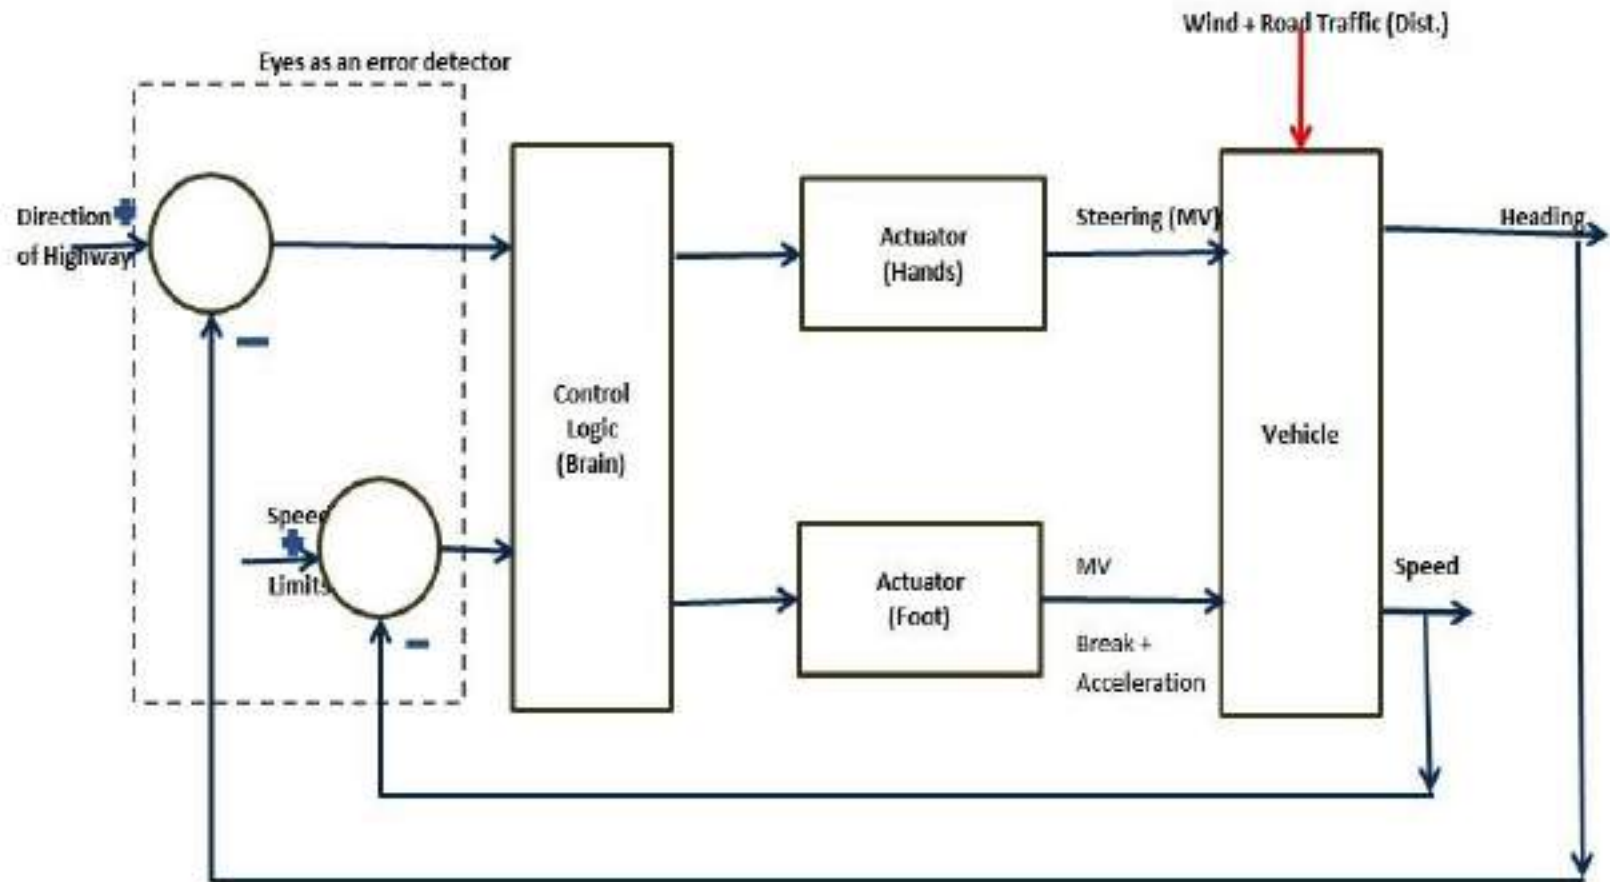 Wind + Road Traffic (Dist.)
Eyes as an error detector
Direction
of Highway
Actuator
(Hands)
Steering (MV)
Heading
Control
Logic
(Brain)
Vehicle
Speed
Limits
Actuator
(Foot)
MV
Break +
Acceleration
Speed